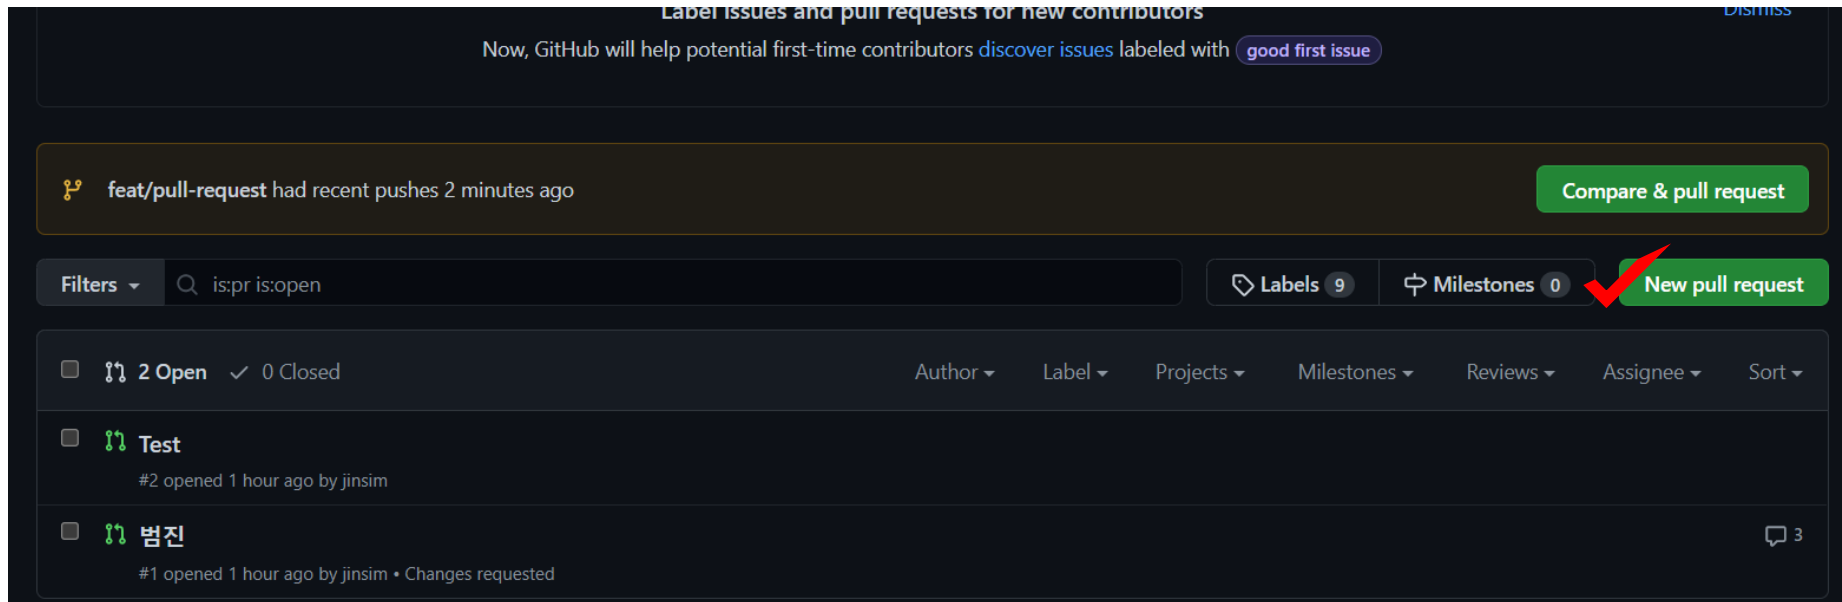 Label issues and pull requests for new contributors
Dismiss
Now, GitHub will help potential first-time contributors discover issues labeled with good first issue
feat/pull-request had recent pushes 2 minutes ago
Compare & pull request
Filters
is:pr is:open
Labels 9
Milestones 0
New pull request
2 Open
0 Closed
Author
Label
Projects
Milestones
Reviews
Assignee
Sort
Test
#2 opened 1 hour ago by jinsim
범진
3
#1 opened 1 hour ago by jinsim • Changes requested